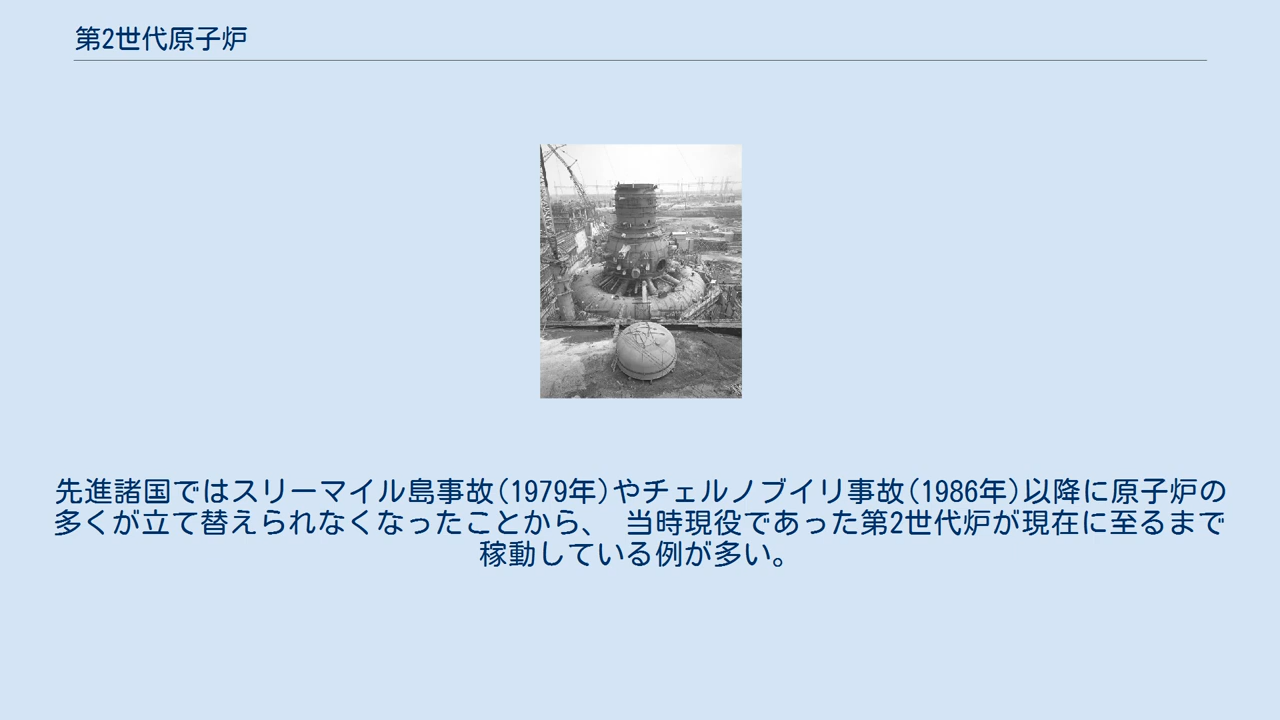 第2世代原子炉
先進諸国ではスリーマイル島事故(1979年)やチェルノブイリ事故(1986年)以降に原子炉の
多くが立て替えられなくなったことから、 当時現役であった第2世代炉が現在に至るまで
稼動している例が多い。